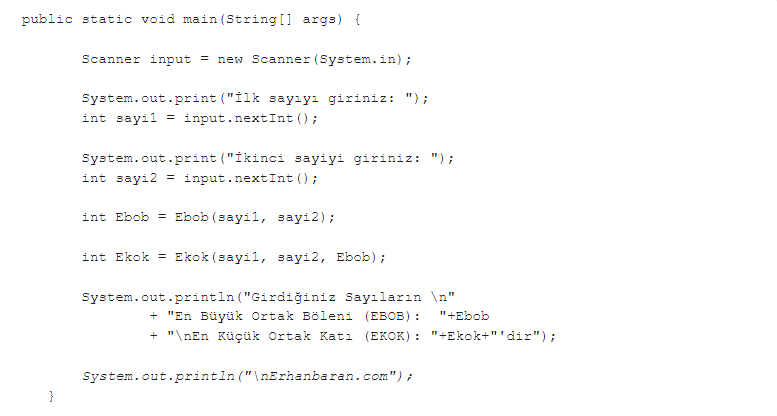 public static void main(String[] args) {
Scanner input = new Scanner(System.in);
System.out.print("İlk sayıyı giriniz: ");
int sayi1 = input.nextInt();
System.out.print("İkinci sayiyi giriniz: ");
int sayi2 = input.nextInt();
int Ebob = Ebob(sayi1, sayi2);
int Ekok = Ekok(sayi1, sayi2, Ebob);
System.out.println("Girdiğiniz Sayıların \n"
+ "En Büyük Ortak Böleni (EBOB):  "+Ebob
+ "\nEn Küçük Ortak Katı (EKOK): "+Ekok+"'dir");
System.out.println("\nErhanbaran.com");
}